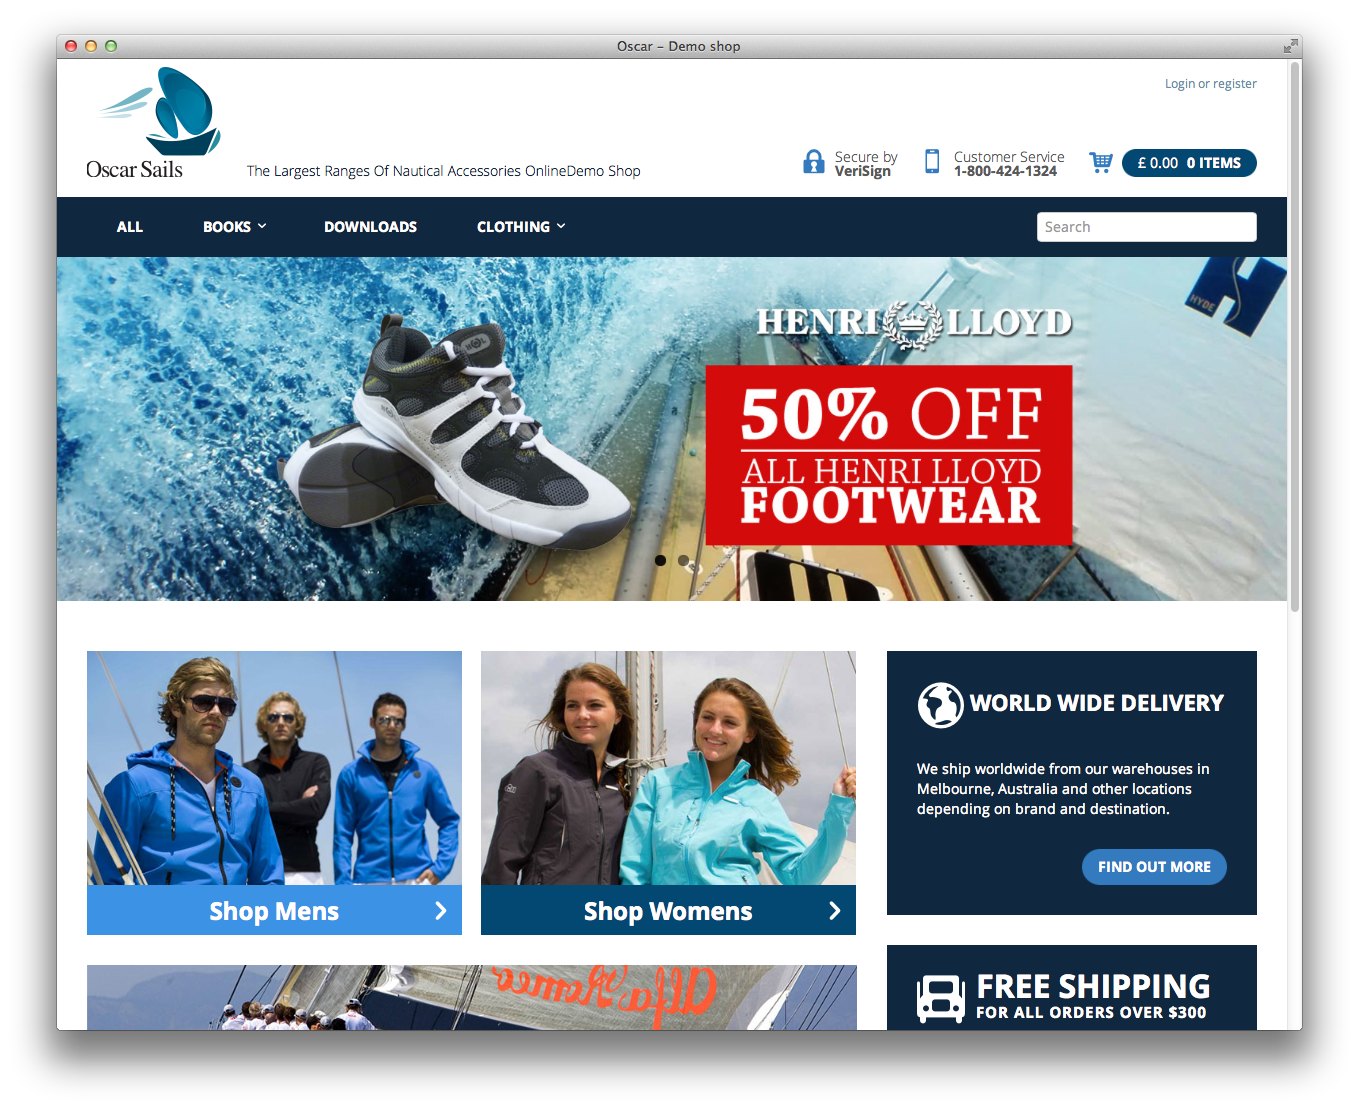 Oscar – Demo shop
Login or register
Oscar Sails
The Largest Ranges Of Nautical Accessories OnlineDemo Shop
Secure by
VeriSign
Customer Service
1-800-424-1324
£ 0.00 0 ITEMS
ALL
BOOKS
DOWNLOADS
CLOTHING
Search
HENRI LLOYD
HYDE
50% OFF
ALL HENRI LLOYD
FOOTWEAR
Shop Mens
Shop Womens
WORLD WIDE DELIVERY
We ship worldwide from our warehouses in
Melbourne, Australia and other locations
depending on brand and destination.
FIND OUT MORE
Alfa Romeo
FREE SHIPPING
FOR ALL ORDERS OVER $300